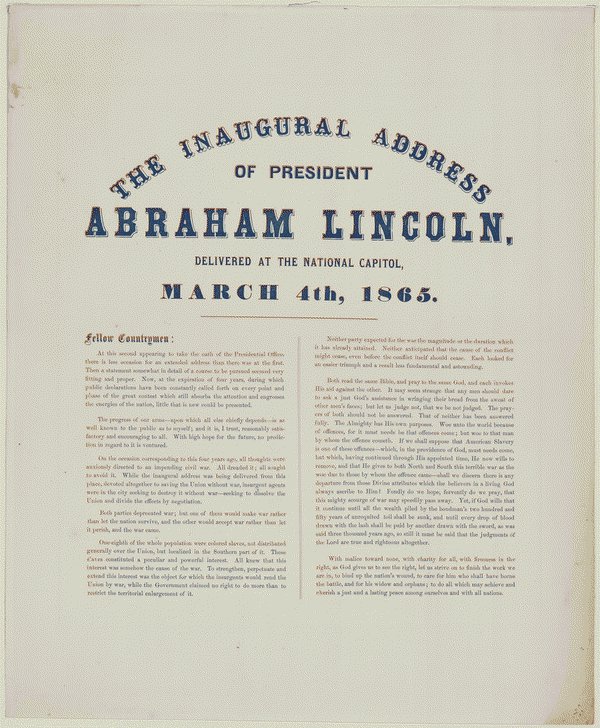 THE INAUGURAL ADDRESS
OF PRESIDENT
ABRAHAM LINCOLN,
DELIVERED AT THE NATIONAL CAPITOL,
MARCH 4th, 1865.
Fellow Countrymen:
At this second appearing to take the oath of the Presidential Office,
there is less occasion for an extended address than there was at the first.
Then a statement somewhat in detail of a course to be pursued seemed very
fitting and proper. Now, at the expiration of four years, during which
public declarations have been constantly called forth on every point and
phase of the great contest which still absorbs the attention and engrosses
the energies of the nation, little that is new could be presented.
The progress of our arms—upon which all else chiefly depends—is as
well known to the public as to myself; and it is, I trust, reasonably satis-
factory and encouraging to all. With high hope for the future, no predic-
tion in regard to it is ventured.
On the occasion corresponding to this four years ago, all thoughts were
anxiously directed to an impending civil war. All dreaded it; all sought
to avoid it. While the inaugural address was being delivered from this
place, devoted altogether to saving the Union without war, insurgent agents
were in the city seeking to destroy it without war—seeking to dissolve the
Union and divide the effects by negotiation.
Both parties deprecated war; but one of them would make war rather
than let the nation survive, and the other would accept war rather than let
it perish, and the war came.
One-eighth of the whole population were colored slaves, not distributed
generally over the Union, but localized in the Southern part of it. These
slaves constituted a peculiar and powerful interest. All knew that this
interest was somehow the cause of the war. To strengthen, perpetuate and
extend this interest was the object for which the insurgents would rend the
Union by war, while the Government claimed no right to do more than to
restrict the territorial enlargement of it.
Neither party expected for the war the magnitude or the duration which
it has already attained. Neither anticipated that the cause of the conflict
might cease, even before the conflict itself should cease. Each looked for
an easier triumph and a result less fundamental and astounding.
Both read the same Bible, and pray to the same God, and each invokes
His aid against the other. It may seem strange that any men should dare
to ask a just God's assistance in wringing their bread from the sweat of
other men's faces; but let us judge not, that we be not judged. The pray-
ers of both should not be answered. That of neither has been answered
fully. The Almighty has His own purposes. Woe unto the world because
of offences, for it must needs be that offences come; but woe to that man
by whom the offence cometh. If we shall suppose that American Slavery
is one of these offences—which, in the providence of God, must needs come,
but which, having continued through His appointed time, He now wills to
remove, and that He gives to both North and South this terrible war as the
woe due to those by whom the offence came—shall we discern there is any
departure from those Divine attributes which the believers in a living God
always ascribe to Him? Fondly do we hope, fervently do we pray, that
this mighty scourge of war may speedily pass away. Yet, if God wills that
it continue until all the wealth piled by the bondman's two hundred and
fifty years of unrequited toil shall be sunk, and until every drop of blood
drawn with the lash shall be paid by another drawn with the sword, as was
said three thousand years ago, so still it must be said that the judgments of
the Lord are true and righteous altogether.
With malice toward none, with charity for all, with firmness in the
right, as God gives us to see the right, let us strive on to finish the work we
are in, to bind up the nation's wound, to care for him who shall have borne
the battle, and for his widow and orphans; to do all which may achieve and
cherish a just and a lasting peace among ourselves and with all nations.